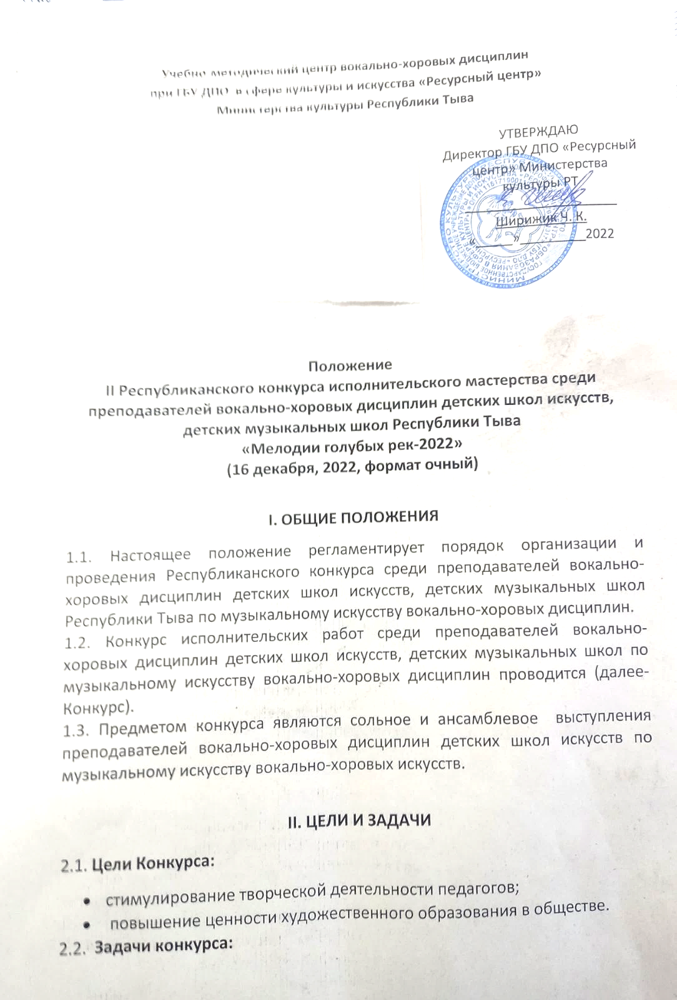 Учебно-методический центр вокально-хоровых дисциплин
при ГБУ ДПО в сфере культуры и искусства «Ресурсный центр»
Министерства культуры Республики Тыва
УТВЕРЖДАЮ
Директор ГБУ ДПО «Ресурсный
центр» Министерства
культуры РТ
Ширижик Ч. К.
«______»__________2022
Положение
II Республиканского конкурса исполнительского мастерства среди
преподавателей вокально-хоровых дисциплин детских школ искусств,
детских музыкальных школ Республики Тыва
«Мелодии голубых рек-2022»
(16 декабря, 2022, формат очный)
I. ОБЩИЕ ПОЛОЖЕНИЯ
1.1. Настоящее положение регламентирует порядок организации и
проведения Республиканского конкурса среди преподавателей вокально-
хоровых дисциплин детских школ искусств, детских музыкальных школ
Республики Тыва по музыкальному искусству вокально-хоровых дисциплин.
1.2. Конкурс исполнительских работ среди преподавателей вокально-
хоровых дисциплин детских школ искусств, детских музыкальных школ по
музыкальному искусству вокально-хоровых дисциплин проводится (далее-
Конкурс).
1.3. Предметом конкурса являются сольное и ансамблевое выступления
преподавателей вокально-хоровых дисциплин детских школ искусств по
музыкальному искусству вокально-хоровых искусств.
II. ЦЕЛИ И ЗАДАЧИ
2.1. Цели Конкурса:
• стимулирование творческой деятельности педагогов;
• повышение ценности художественного образования в обществе.
2.2. Задачи конкурса: